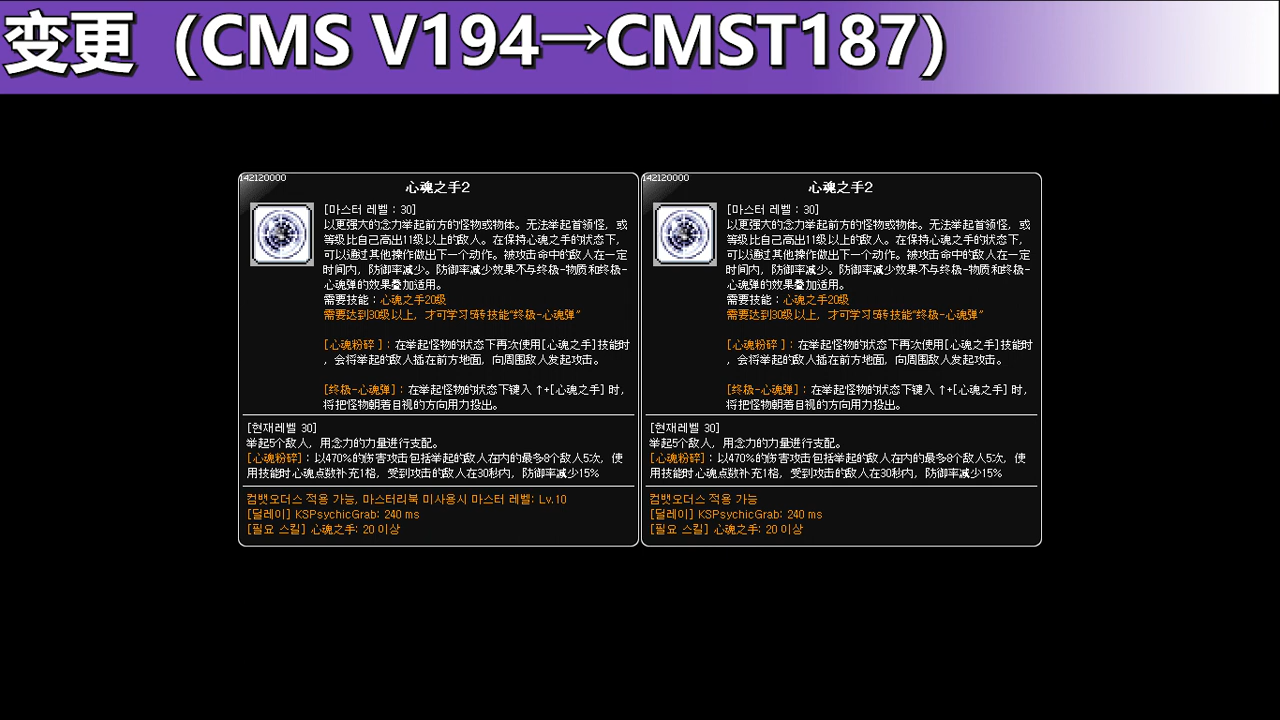 变更（CMS V194→CMST187）
142120000
心魂之手2
[마스터 레벨 : 30]
以更强大的念力举起前方的怪物或物体。无法举起首领怪，或
等级比自己高出11级以上的敌人。在保持心魂之手的状态下，
可以通过其他操作做出下一个动作。被攻击命中的敌人在一定
时间内，防御率减少。防御率减少效果不与终极-物质和终极-
心魂弹的效果叠加适用。
需要技能：心魂之手20级
需要达到30级以上，才可学习5转技能“终极-心魂弹”
[心魂粉碎 ]：在举起怪物的状态下再次使用[心魂之手]技能时
，会将举起的敌人插在前方地面，向周围敌人发起攻击。
[终极-心魂弹]：在举起怪物的状态下键入 ↑+[心魂之手] 时，
将把怪物朝着目视的方向用力投出。
[현재레벨 30]
举起5个敌人，用念力的力量进行支配。
[心魂粉碎]：以470%的伤害攻击包括举起的敌人在内的最多8个敌人5次，使
用技能时心魂点数补充1格，受到攻击的敌人在30秒内，防御率减少15%
컴뱃오더스 적용 가능, 마스터리북 미사용시 마스터 레벨: Lv.10
[딜레이] KSPsychicGrab: 240 ms
[필요 스킬] 心魂之手: 20 이상
142120000
心魂之手2
[마스터 레벨 : 30]
以更强大的念力举起前方的怪物或物体。无法举起首领怪，或
等级比自己高出11级以上的敌人。在保持心魂之手的状态下，
可以通过其他操作做出下一个动作。被攻击命中的敌人在一定
时间内，防御率减少。防御率减少效果不与终极-物质和终极-
心魂弹的效果叠加适用。
需要技能：心魂之手20级
需要达到30级以上，才可学习5转技能“终极-心魂弹”
[心魂粉碎 ]：在举起怪物的状态下再次使用[心魂之手]技能时
，会将举起的敌人插在前方地面，向周围敌人发起攻击。
[终极-心魂弹]：在举起怪物的状态下键入 ↑+[心魂之手] 时，
将把怪物朝着目视的方向用力投出。
[현재레벨 30]
举起5个敌人，用念力的力量进行支配。
[心魂粉碎]：以470%的伤害攻击包括举起的敌人在内的最多8个敌人5次，使
用技能时心魂点数补充1格，受到攻击的敌人在30秒内，防御率减少15%
컴뱃오더스 적용 가능
[딜레이] KSPsychicGrab: 240 ms
[필요 스킬] 心魂之手: 20 이상